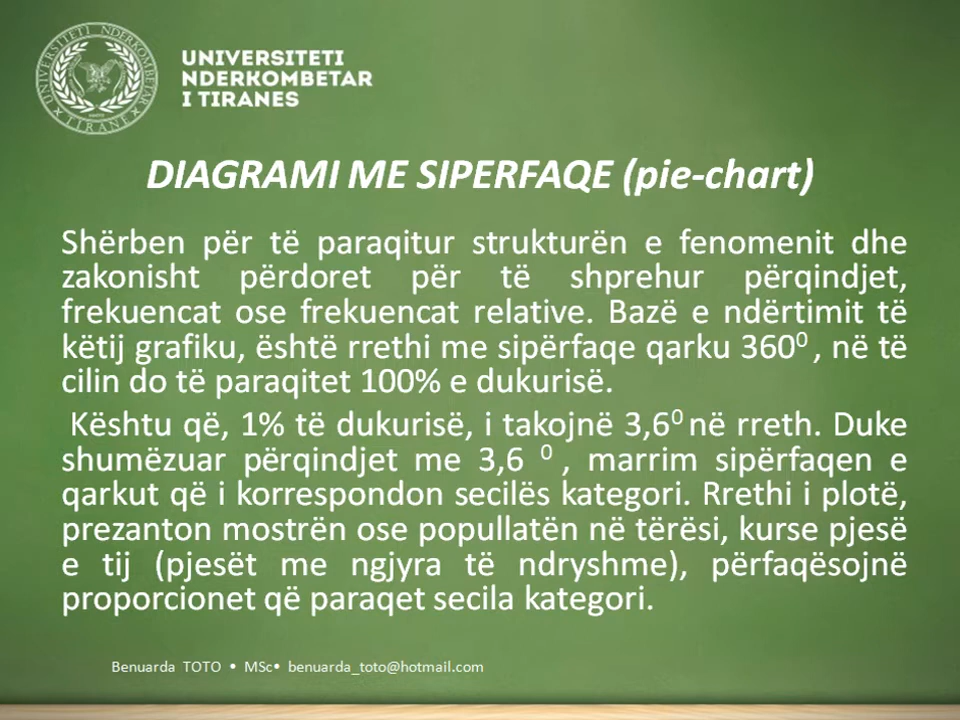 UNIVERSITETI NDERKOMBETAR
TIRANE
UNIVERSITETI
NDERKOMBETAR
I TIRANES
DIAGRAMI ME SIPERFAQE (pie-chart)
Shërben për të paraqitur strukturën e fenomenit dhe
zakonisht përdoret për të shprehur përqindjet,
frekuencat ose frekuencat relative. Bazë e ndërtimit të
këtij grafiku, është rrethi me sipërfaqe qarku 360⁰ , në të
cilin do të paraqitet 100% e dukurisë.
Kështu që, 1% të dukurisë, i takojnë 3,6⁰ në rreth. Duke
shumëzuar përqindjet me 3,6 ⁰ , marrim sipërfaqen e
qarkut që i korrespondon secilës kategori. Rrethi i plotë,
prezanton mostrën ose popullatën në tërësi, kurse pjesë
e tij (pjesët me ngjyra të ndryshme), përfaqësojnë
proporcionet që paraqet secila kategori.
Benuarda TOTO • MSc• benuarda_toto@hotmail.com